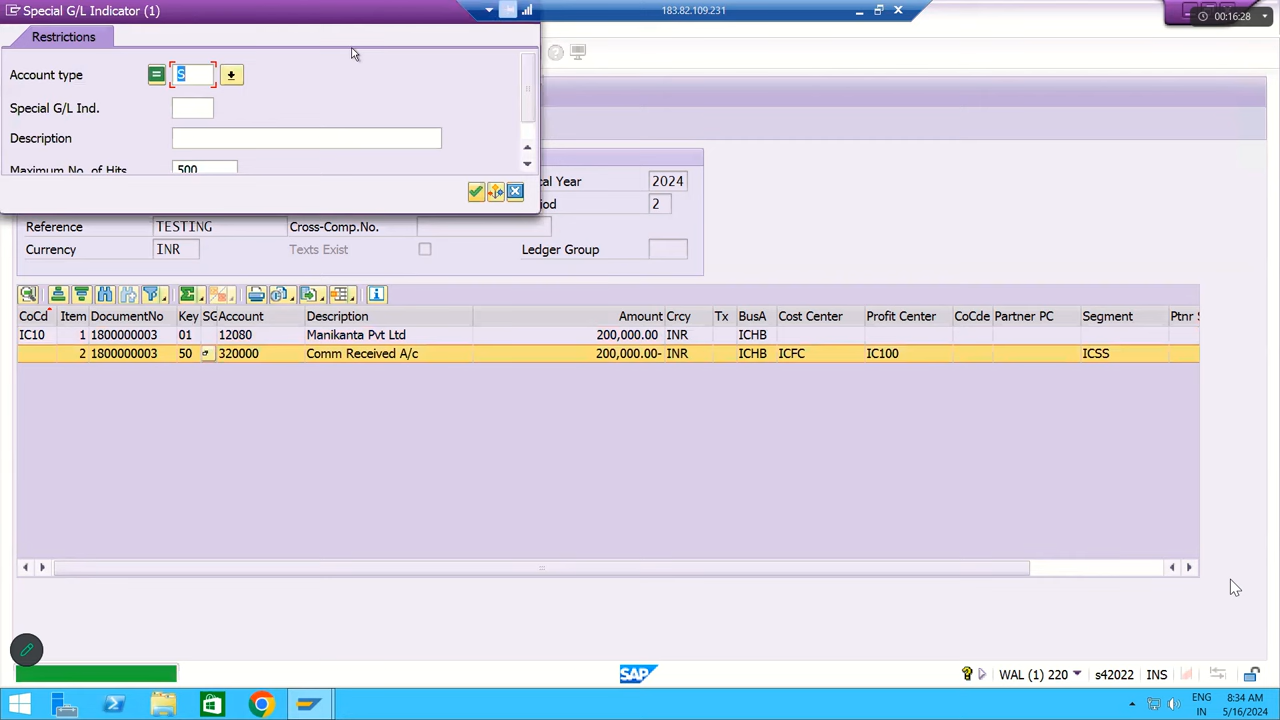 Special G/L Indicator (1)
183.82.109.231
00:16:28
Restrictions
Account type = S
Special G/L Ind.
Description
Maximum No. of Hits 500
cal Year 2024
iod 2
Reference TESTING Cross-Comp.No.
Currency INR Texts Exist Ledger Group
CoCd Item DocumentNo Key SG Account Description Amount Crcy Tx BusA Cost Center Profit Center CoCde Partner PC Segment Ptnr S
IC10 1 1800000003 01 12080 Manikanta Pvt Ltd 200,000.00 INR ICHB
2 1800000003 50 320000 Comm Received A/c 200,000.00- INR ICHB ICFC IC100 ICSS
SAP
WAL (1) 220 s42022 INS
ENG 8:34 AM
IN 5/16/2024